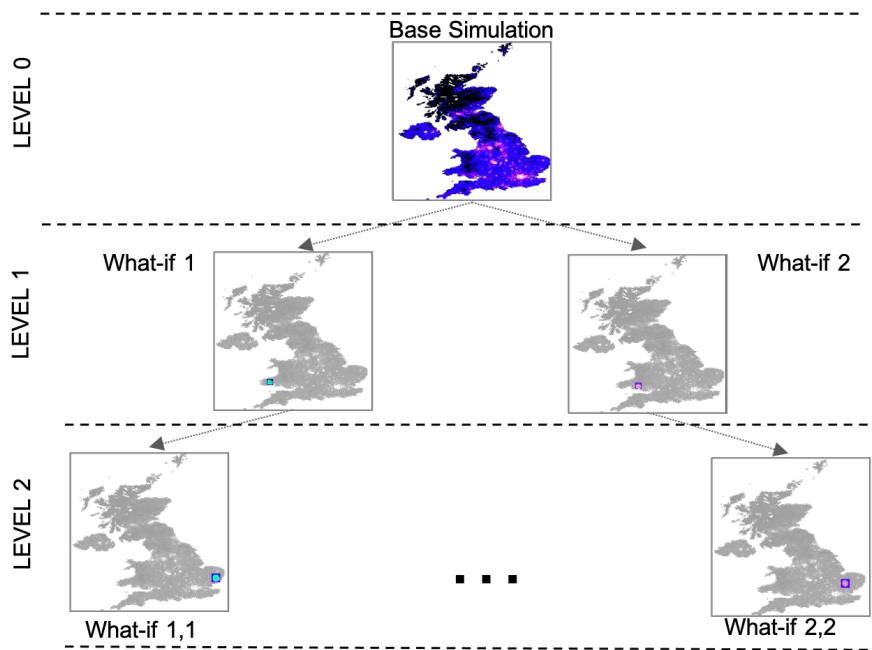 Base Simulation
LEVEL 0
What-if 1
What-if 2
LEVEL 1
LEVEL 2
. . .
What-if 1,1
What-if 2,2